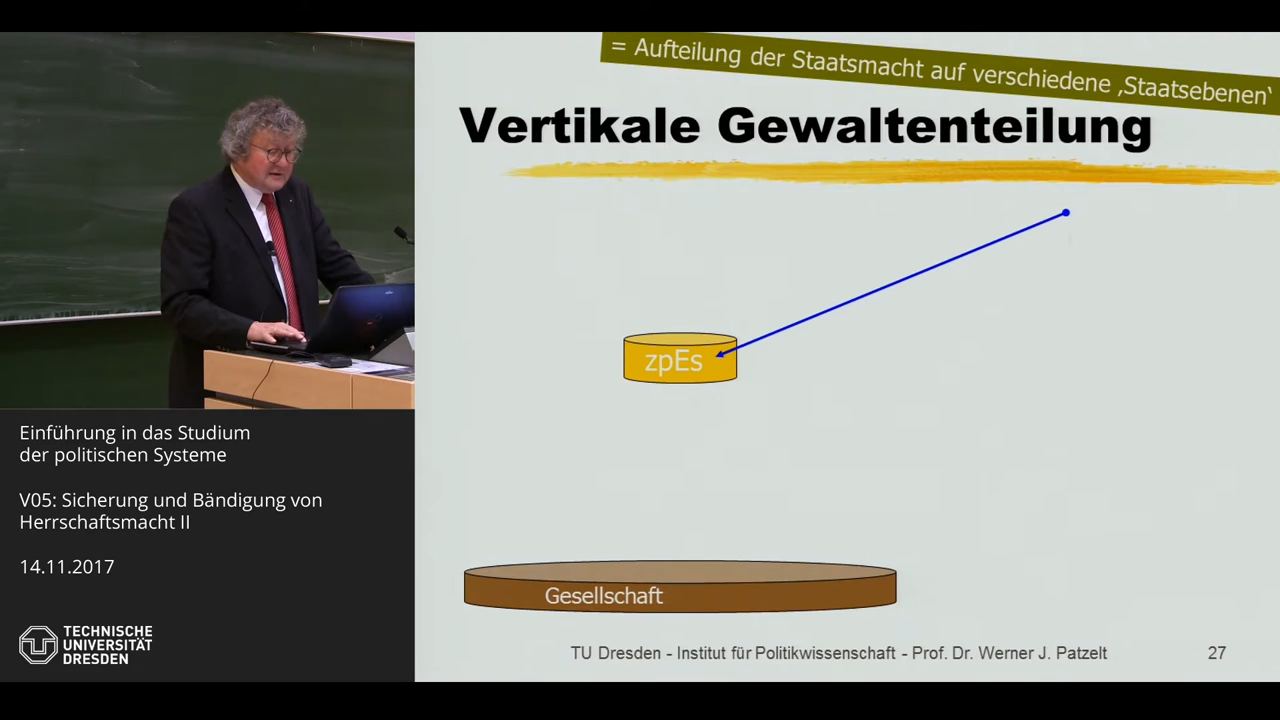 = Aufteilung der Staatsmacht auf verschiedene ‚Staatsebenen‘
Vertikale Gewaltenteilung
zpEs
Gesellschaft
TU Dresden - Institut für Politikwissenschaft - Prof. Dr. Werner J. Patzelt
27
Einführung in das Studium
der politischen Systeme
V05: Sicherung und Bändigung von
Herrschaftsmacht II
14.11.2017
TECHNISCHE
UNIVERSITÄT
DRESDEN